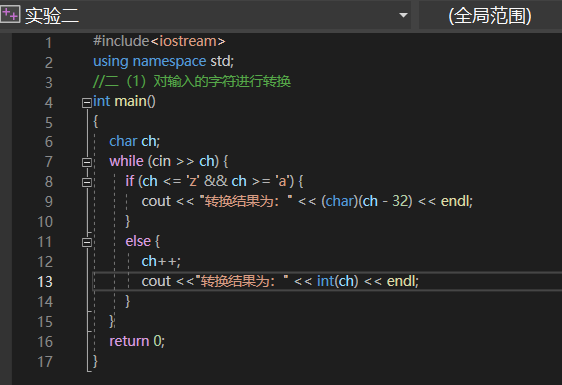 实验二 (全局范围)
1 #include<iostream>
2 using namespace std;
3 //二（1）对输入的字符进行转换
4 int main()
5 {
6 char ch;
7 while (cin >> ch) {
8 if (ch <= 'z' && ch >= 'a') {
9 cout << "转换结果为：" << (char)(ch - 32) << endl;
10 }
11 else {
12 ch++;
13 cout <<"转换结果为：" << int(ch) << endl;
14 }
15 }
16 return 0;
17 }